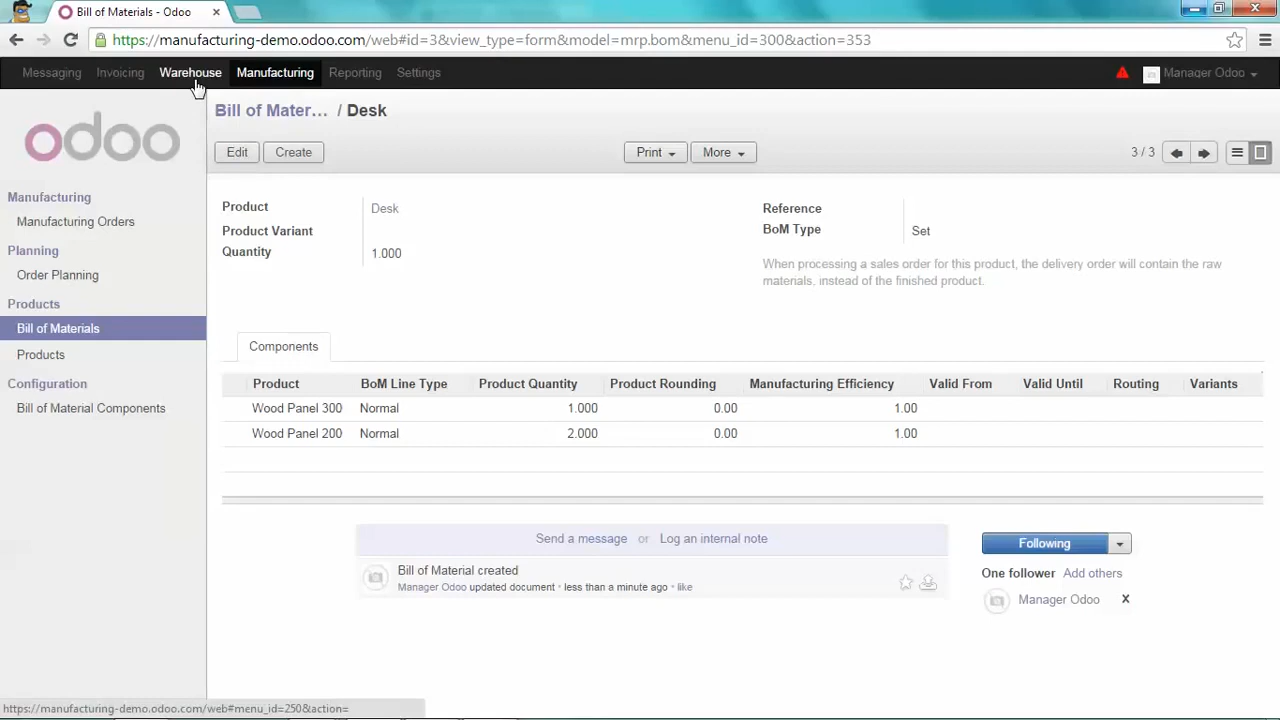 Bill of Materials - Odoo ×
https://manufacturing-demo.odoo.com/web#id=3&view_type=form&model=mrp.bom&menu_id=300&action=353
Messaging Invoicing Warehouse Manufacturing Reporting Settings Manager Odoo
odoo
Bill of Mater... / Desk
Edit Create Print More 3 / 3
Manufacturing
Manufacturing Orders
Planning
Order Planning
Products
Bill of Materials
Products
Configuration
Bill of Material Components
Product Desk
Product Variant
Quantity 1.000
Reference
BoM Type Set
When processing a sales order for this product, the delivery order will contain the raw
materials, instead of the finished product.
Components
Product BoM Line Type Product Quantity Product Rounding Manufacturing Efficiency Valid From Valid Until Routing Variants
Wood Panel 300 Normal 1.000 0.00 1.00
Wood Panel 200 Normal 2.000 0.00 1.00
Send a message or Log an internal note
Bill of Material created
Manager Odoo updated document • less than a minute ago • like
Following
One follower Add others
Manager Odoo x
https://manufacturing-demo.odoo.com/web#menu_id=250&action=